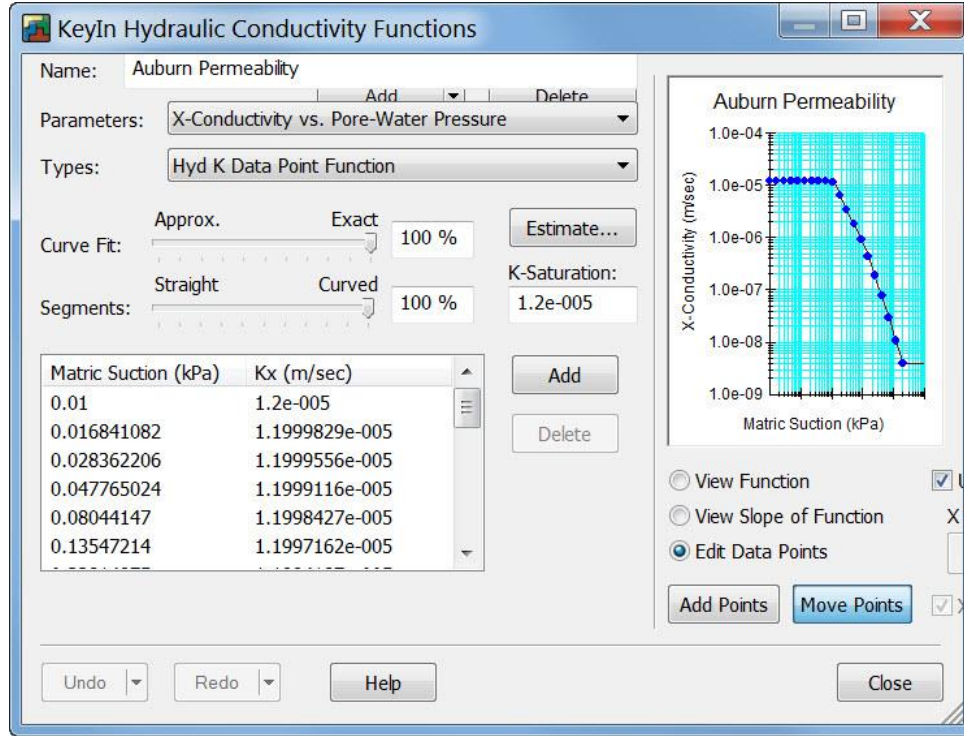 KeyIn Hydraulic Conductivity Functions
Name: Auburn Permeability
Add Delete
Parameters: X-Conductivity vs. Pore-Water Pressure
Types: Hyd K Data Point Function
Approx. Exact
Curve Fit: 100 % Estimate...
Straight Curved K-Saturation:
Segments: 100 % 1.2e-005
Matric Suction (kPa) Kx (m/sec)
0.01 1.2e-005
0.016841082 1.1999829e-005
0.028362206 1.1999556e-005
0.047765024 1.1999116e-005
0.08044147 1.1998427e-005
0.13547214 1.1997162e-005
Add
Delete
Auburn Permeability
X-Conductivity (m/sec)
1.0e-04
1.0e-05
1.0e-06
1.0e-07
1.0e-08
1.0e-09
Matric Suction (kPa)
View Function
View Slope of Function X
Edit Data Points
Add Points Move Points
Undo Redo Help Close